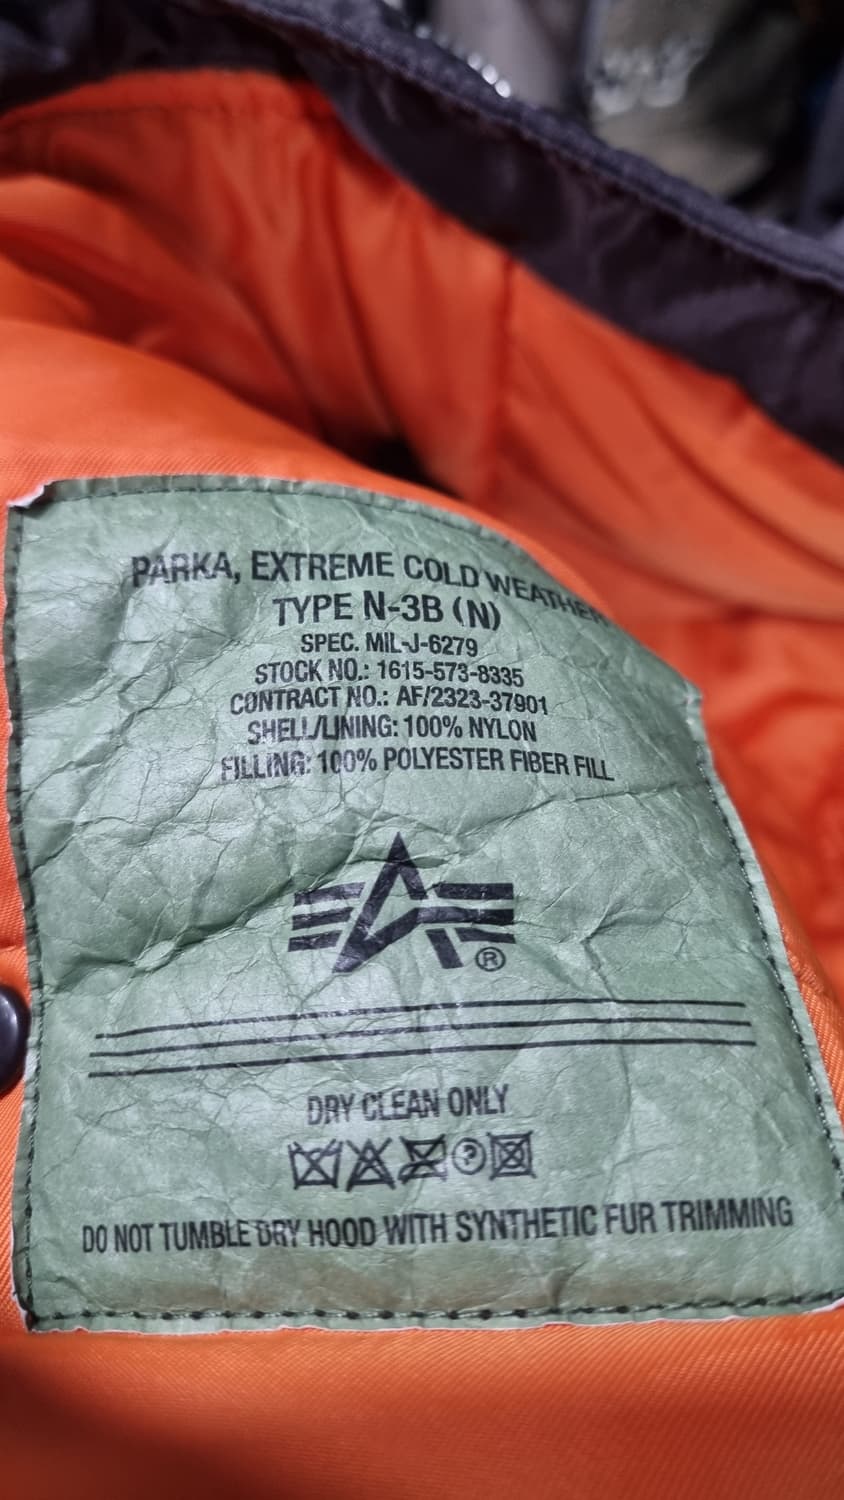 PARKA, EXTREME COLD WEATHER
TYPE N-3B (N)
SPEC. MIL-J-6279
STOCK NO.: 1615-573-8335
CONTRACT NO.: AF/2323-37901
SHELL/LINING: 100% NYLON
FILLING: 100% POLYESTER FIBER FILL
®
DRY CLEAN ONLY
DO NOT TUMBLE DRY HOOD WITH SYNTHETIC FUR TRIMMING